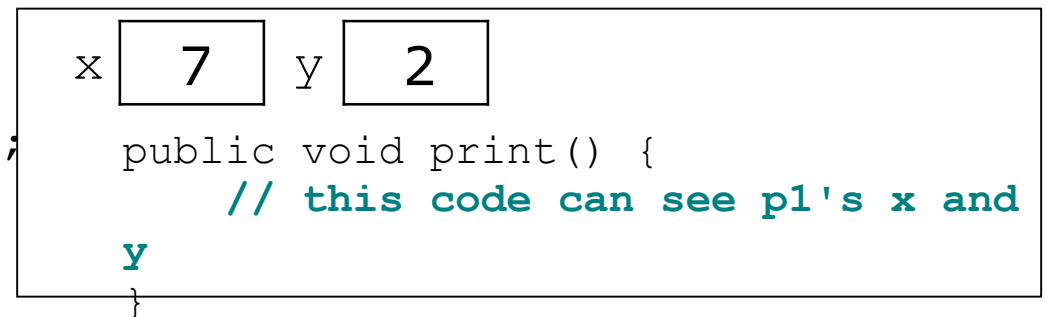 x 7 y 2
; public void print() {
// this code can see p1's x and
y
}